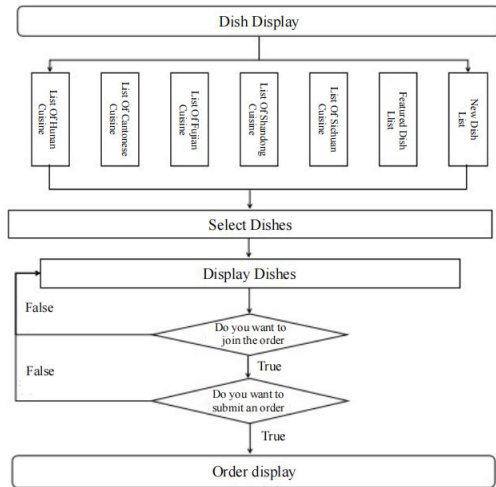 Dish Display
List Of Hunan
Cuisine
List Of Cantonese
Cuisine
List Of Fujian
Cuisine
List Of Shandong
Cuisine
List Of Sichuan
Cuisine
Featured Dish
Llist
New Dish
List
Select Dishes
Display Dishes
False
Do you want to
join the order
True
False
Do you want to
submit an order
True
Order display